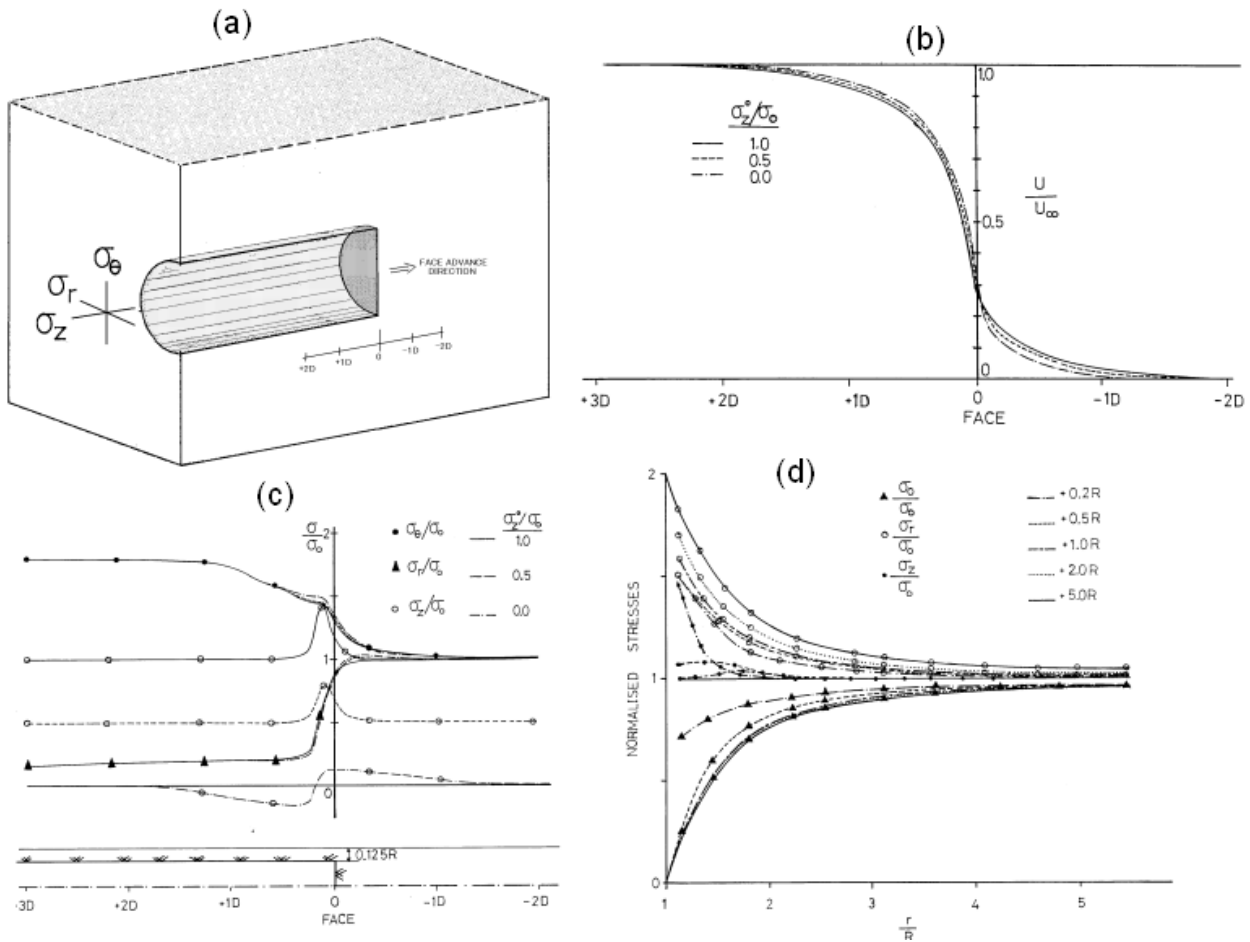 (a)
σθ
σr
σz
FACE ADVANCE
DIRECTION
+2D +1D 0 -1D -2D
(b)
σz°/σo
1.0
0.5
0.0
1.0
0.5
0
U
U∞
+3D +2D +1D 0 -1D -2D
FACE
(c)
σ
σo
2
1
0
σθ/σo
σr/σo
σz/σo
σz°/σo
1.0
0.5
0.0
0.125R
+2D +1D 0 -1D -2D
FACE
(d)
NORMALISED STRESSES
2
1
0
σr
σo
σz
σo
+0.2R
+0.5R
+1.0R
+2.0R
+5.0R
1 2 3 4 5
r
R